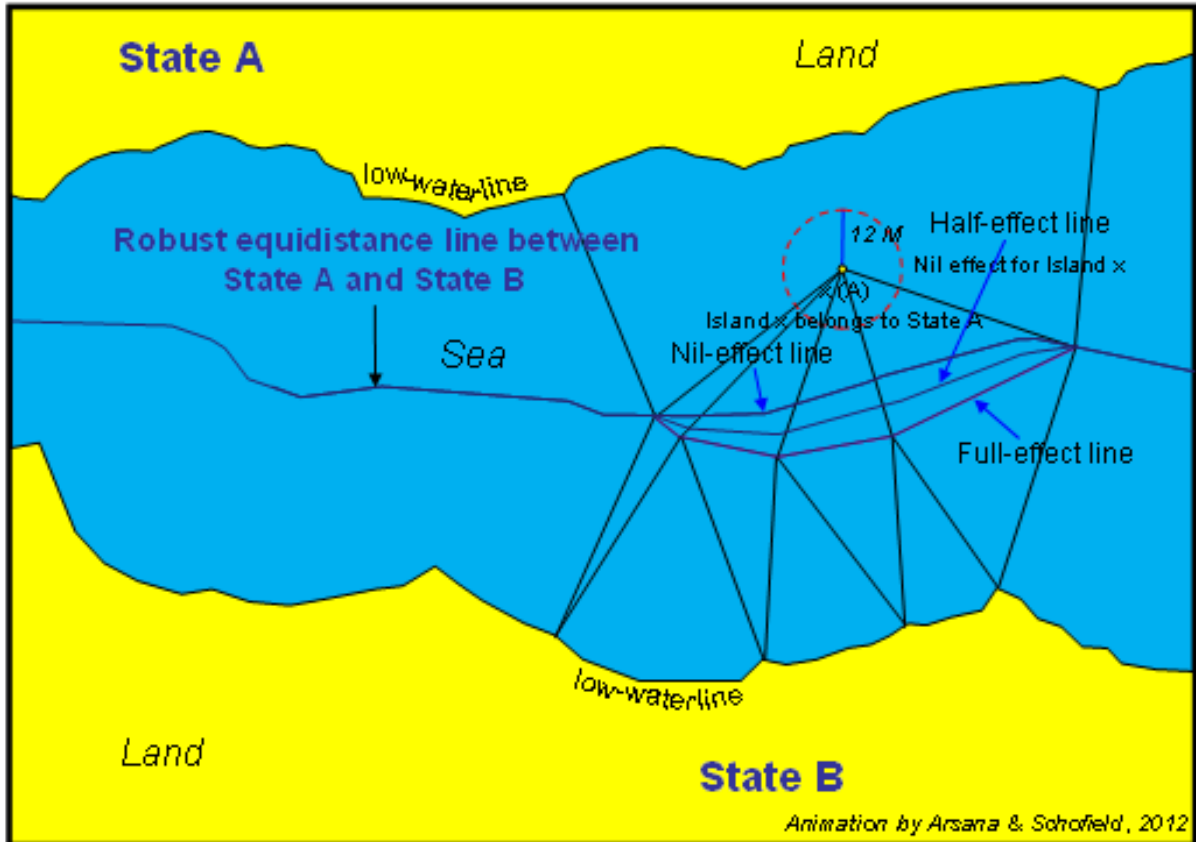 State A
Land
low-waterline
Robust equidistance line between
State A and State B
12 M
Half-effect line
Nil effect for Island x
x (A)
Island x belongs to State A
Sea
Nil-effect line
Full-effect line
low-waterline
Land
State B
Animation by Arsana & Schofield, 2012